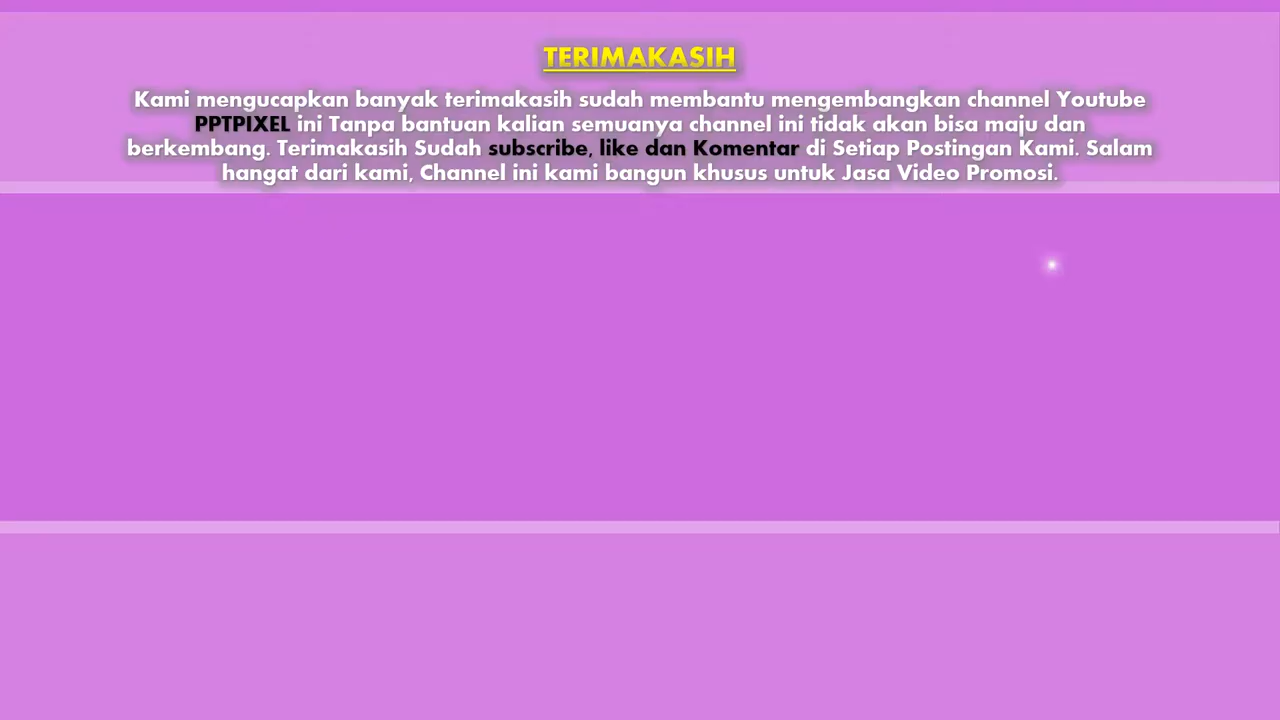 TERIMAKASIH
Kami mengucapkan banyak terimakasih sudah membantu mengembangkan channel Youtube
PPTPIXEL ini Tanpa bantuan kalian semuanya channel ini tidak akan bisa maju dan
berkembang. Terimakasih Sudah subscribe, like dan Komentar di Setiap Postingan Kami. Salam
hangat dari kami, Channel ini kami bangun khusus untuk Jasa Video Promosi.